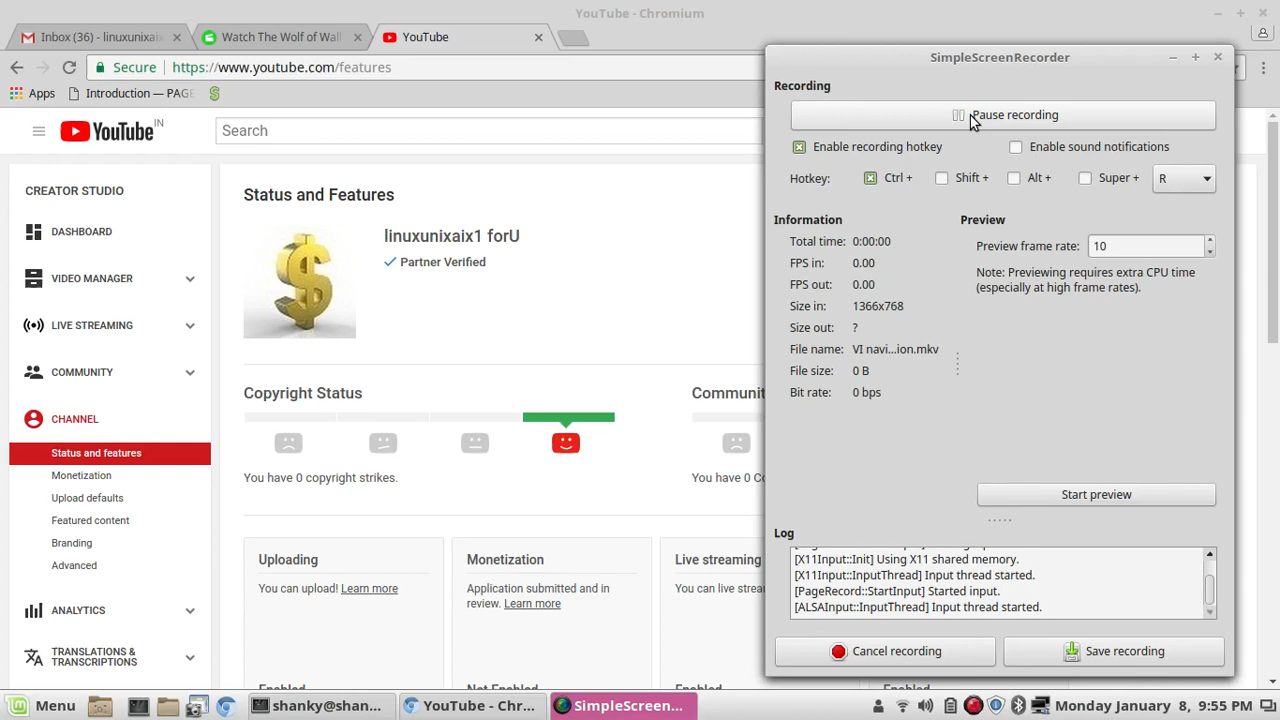 YouTube - Chromium
Inbox (36) - linuxunixai
Watch The Wolf of Wall
YouTube
Secure
https://www.youtube.com/features
Apps
Introduction — PAGE
YouTube IN
Search
CREATOR STUDIO
DASHBOARD
VIDEO MANAGER
LIVE STREAMING
COMMUNITY
CHANNEL
Status and features
Monetization
Upload defaults
Featured content
Branding
Advanced
ANALYTICS
TRANSLATIONS &
TRANSCRIPTIONS
Status and Features
linuxunixaix1 forU
Partner Verified
Copyright Status
You have 0 copyright strikes.
Communi
You have 0 Co
Uploading
You can upload! Learn more
Enabled
Monetization
Application submitted and in
review. Learn more
Not Enabled
Live streaming
You can live strea
Enabled
SimpleScreenRecorder
Recording
Pause recording
Enable recording hotkey
Enable sound notifications
Hotkey:
Ctrl +
Shift +
Alt +
Super +
R
Information
Total time: 0:00:00
FPS in: 0.00
FPS out: 0.00
Size in: 1366x768
Size out: ?
File name: VI navi...ion.mkv
File size: 0 B
Bit rate: 0 bps
Preview
Preview frame rate: 10
Note: Previewing requires extra CPU time
(especially at high frame rates).
Start preview
Log
[X11Input::Init] Using X11 shared memory.
[X11Input::InputThread] Input thread started.
[PageRecord::StartInput] Started input.
[ALSAInput::InputThread] Input thread started.
Cancel recording
Save recording
Menu
shanky@shan...
YouTube - Chr...
SimpleScreen...
Monday January 8, 9:55 PM